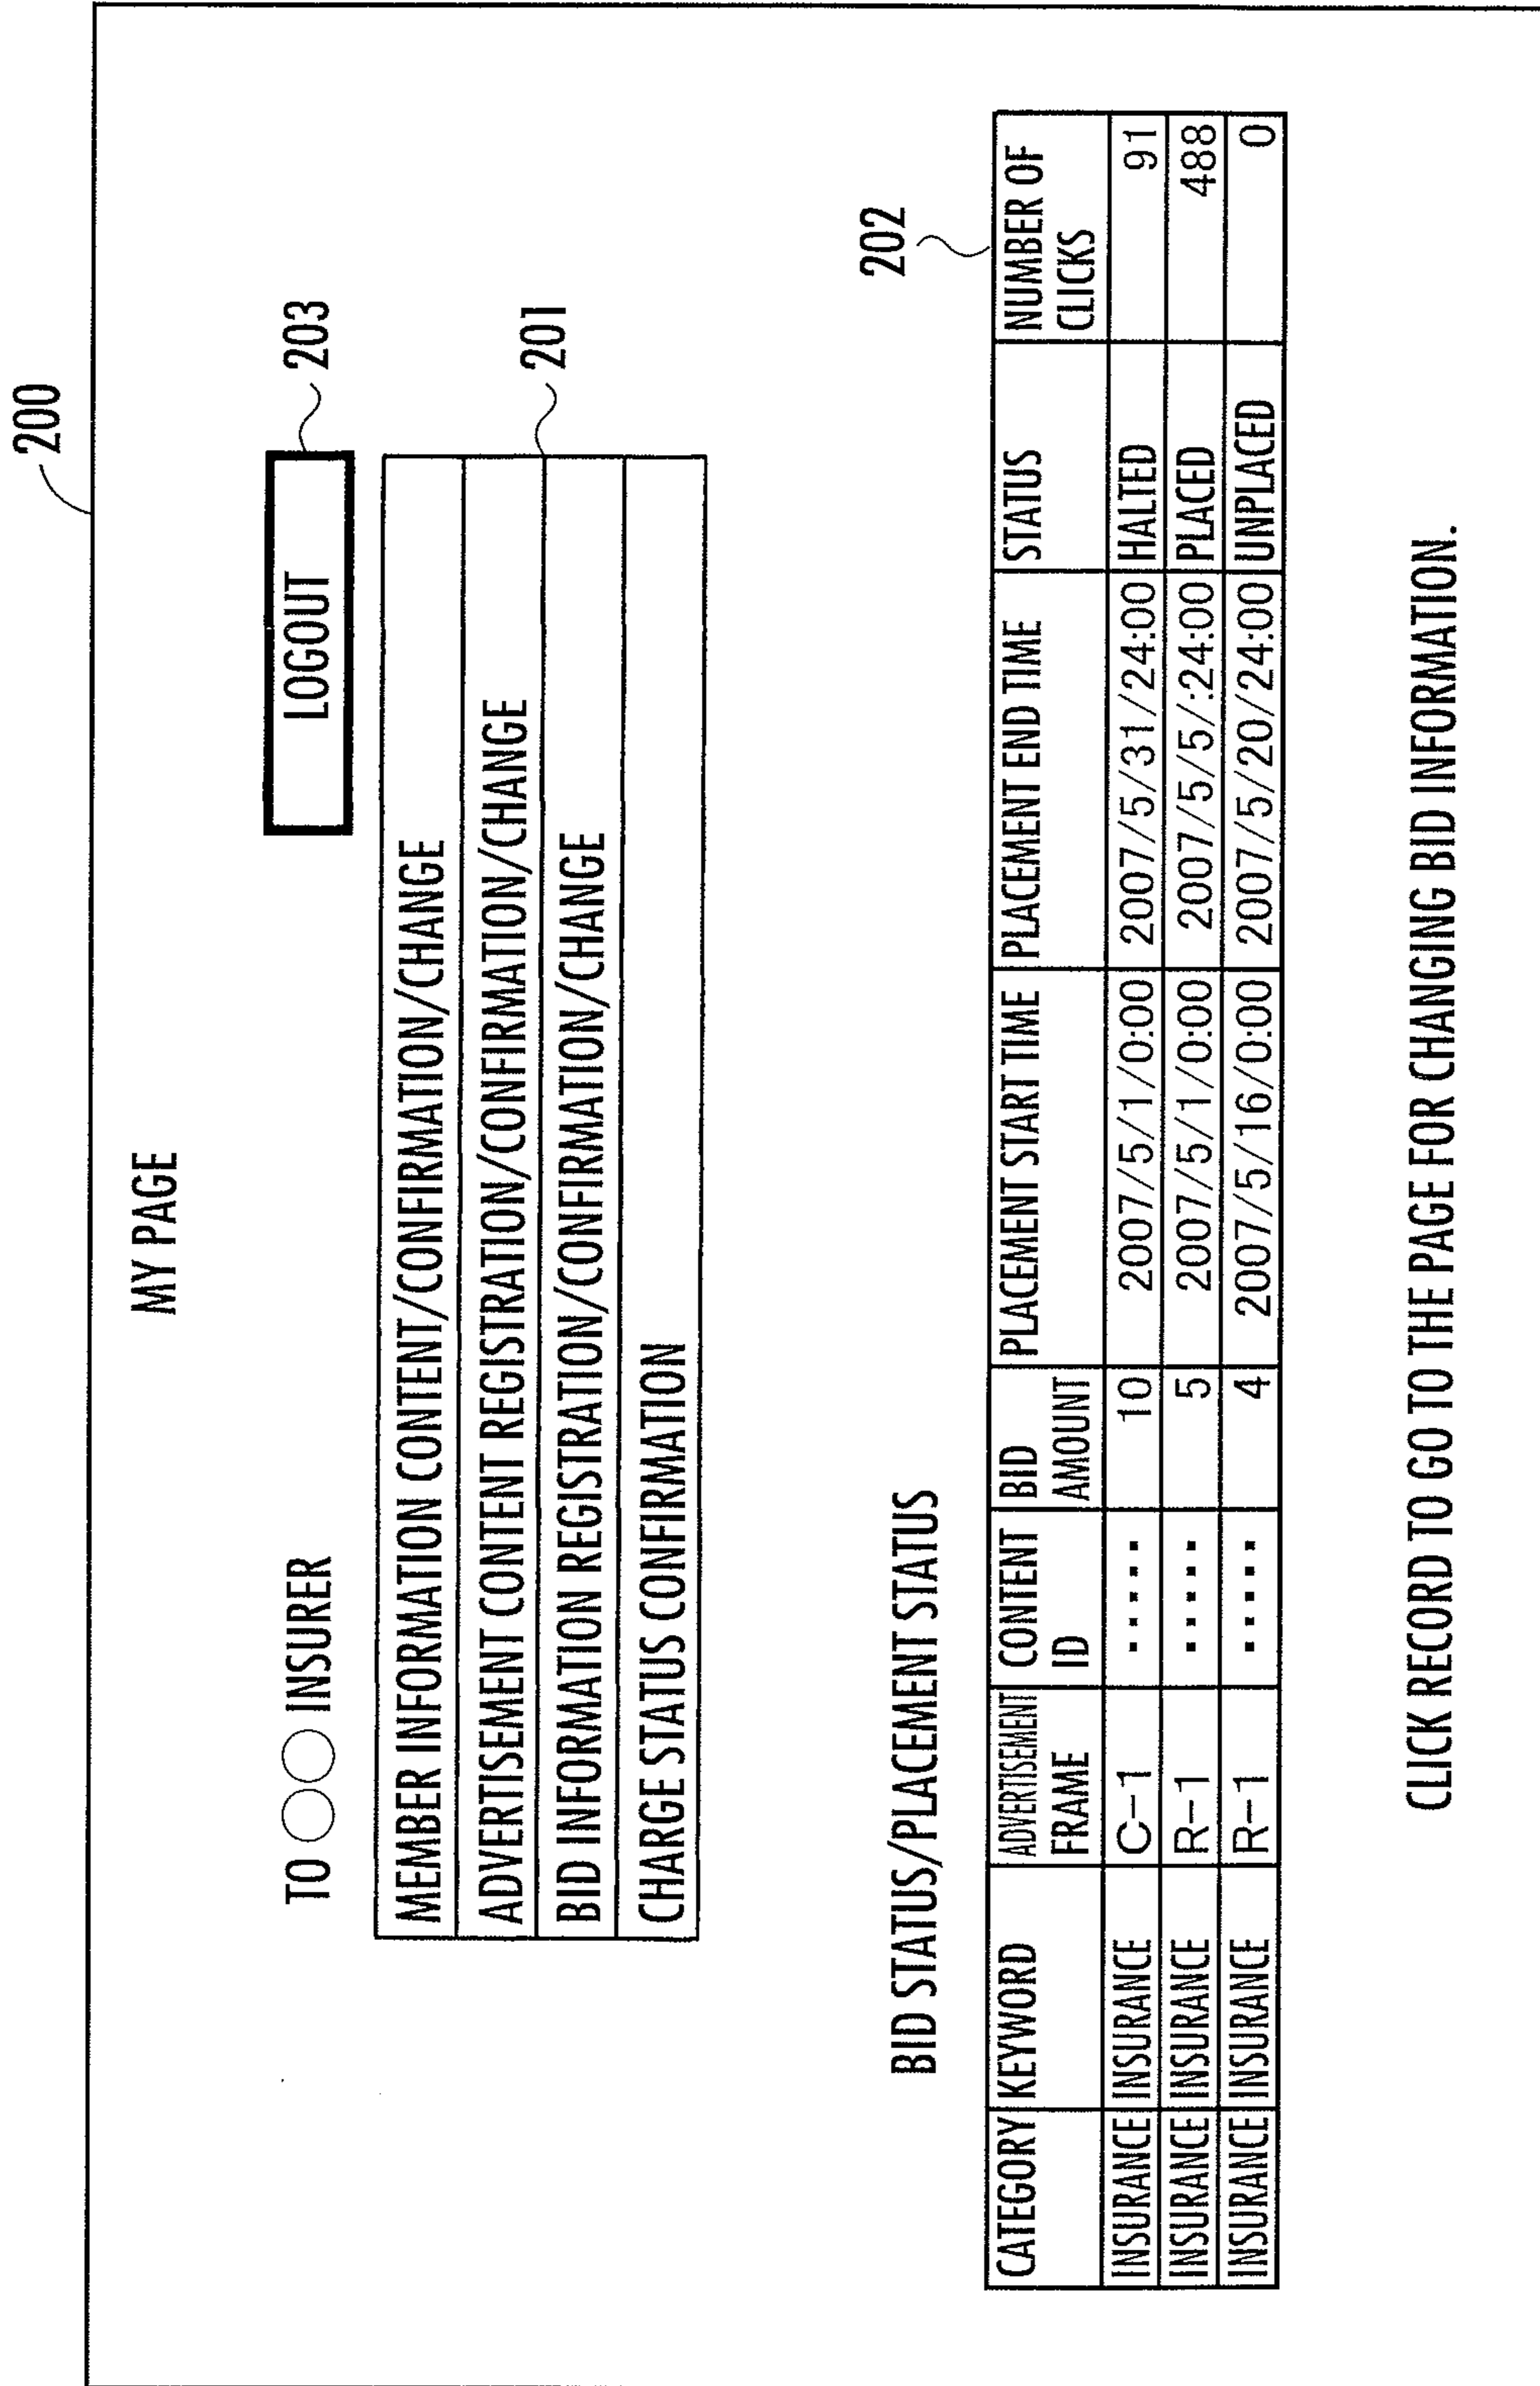 200
MY PAGE
TO ○○ INSURER
LOGOUT
203
MEMBER INFORMATION CONTENT/CONFIRMATION/CHANGE
ADVERTISEMENT CONTENT REGISTRATION/CONFIRMATION/CHANGE
201
BID INFORMATION REGISTRATION/CONFIRMATION/CHANGE
CHARGE STATUS CONFIRMATION
BID STATUS/PLACEMENT STATUS
202
CATEGORY KEYWORD ADVERTISEMENT FRAME CONTENT ID BID AMOUNT PLACEMENT START TIME PLACEMENT END TIME STATUS NUMBER OF CLICKS
INSURANCE INSURANCE C-1 ..... 10 2007/5/1/0:00 2007/5/31/24:00 HALTED 91
INSURANCE INSURANCE R-1 ..... 5 2007/5/1/0:00 2007/5/5/:24:00 PLACED 488
INSURANCE INSURANCE R-1 ..... 4 2007/5/16/0:00 2007/5/20/24:00 UNPLACED 0
CLICK RECORD TO GO TO THE PAGE FOR CHANGING BID INFORMATION.